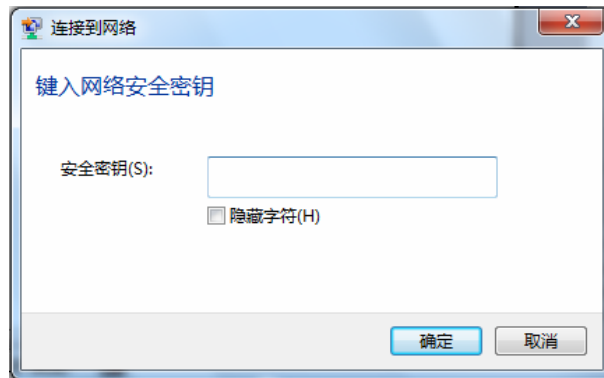 连接到网络
键入网络安全密钥
安全密钥(S):
隐藏字符(H)
确定
取消